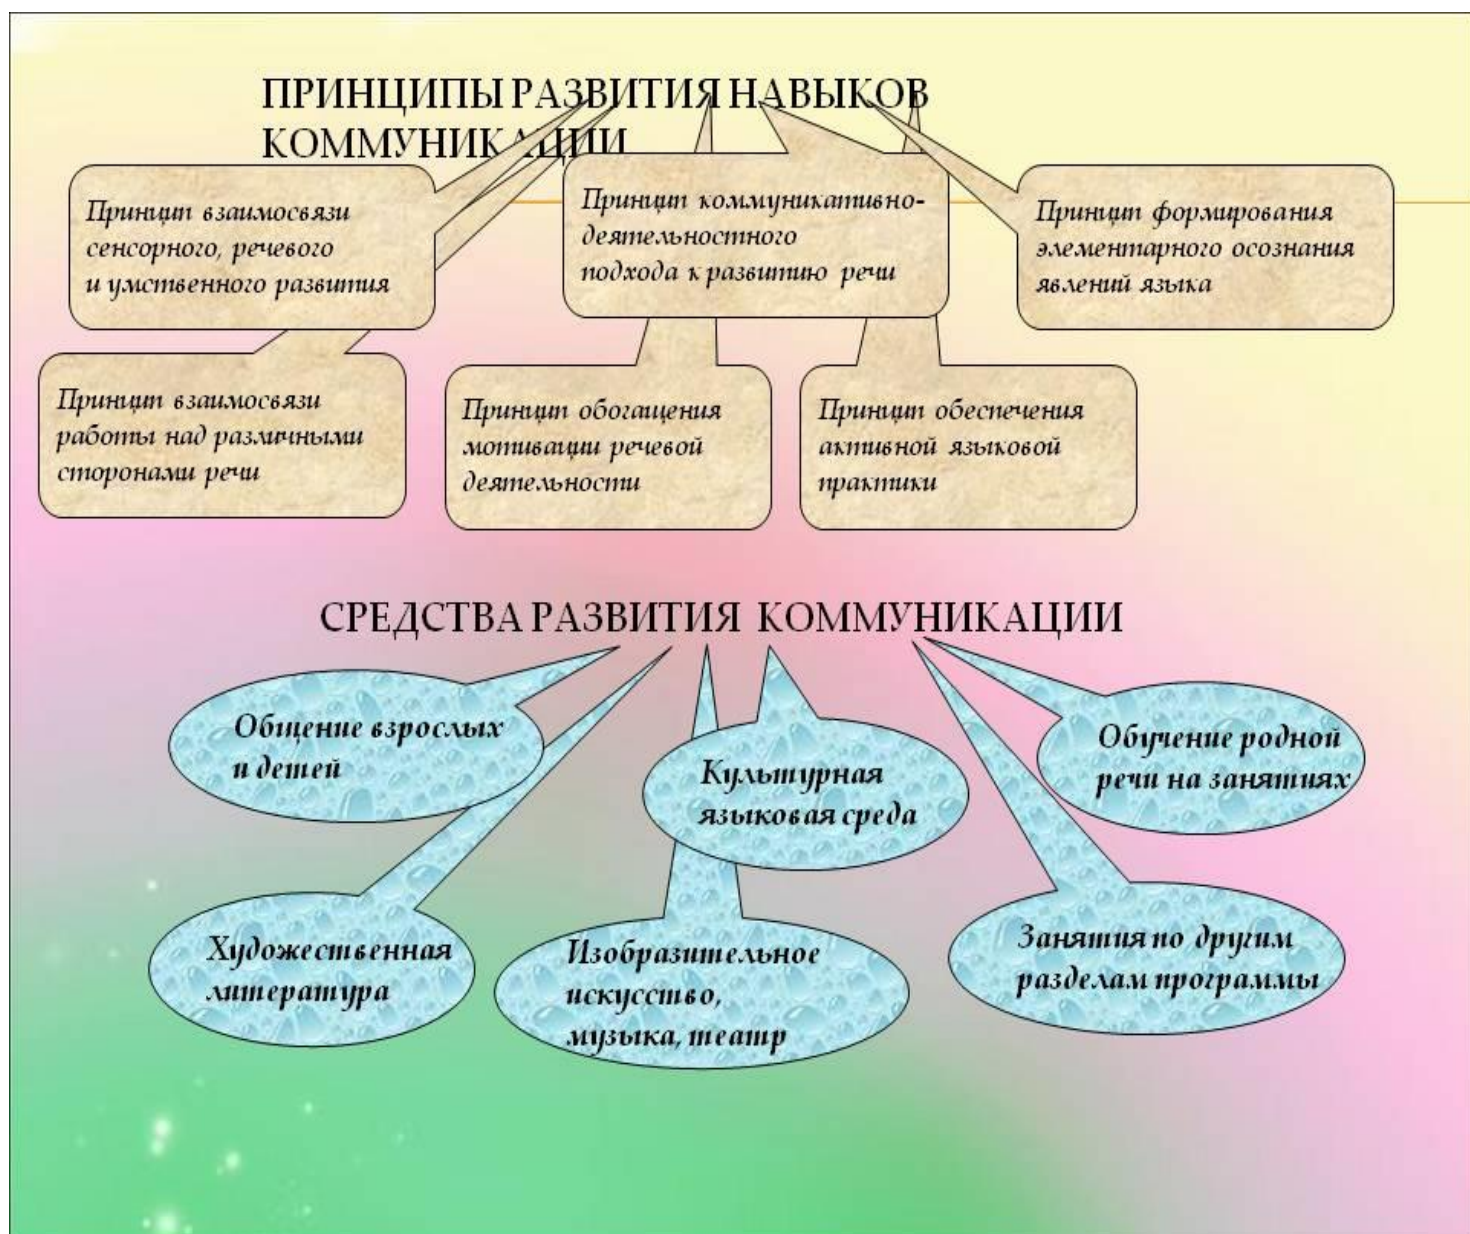 ПРИНЦИПЫ РАЗВИТИЯ НАВЫКОВ
КОММУНИКАЦИИ
Принцип взаимосвязи
сенсорного, речевого
и умственного развития
Принцип коммуникативно-
деятельностного
подхода к развитию речи
Принцип формирования
элементарного осознания
явлений языка
Принцип взаимосвязи
работы над различными
сторонами речи
Принцип обогащения
мотивации речевой
деятельности
Принцип обеспечения
активной языковой
практики
СРЕДСТВА РАЗВИТИЯ КОММУНИКАЦИИ
Общение взрослых
и детей
Культурная
языковая среда
Обучение родной
речи на занятиях
Художественная
литература
Изобразительное
искусство,
музыка, театр
Занятия по другим
разделам программы